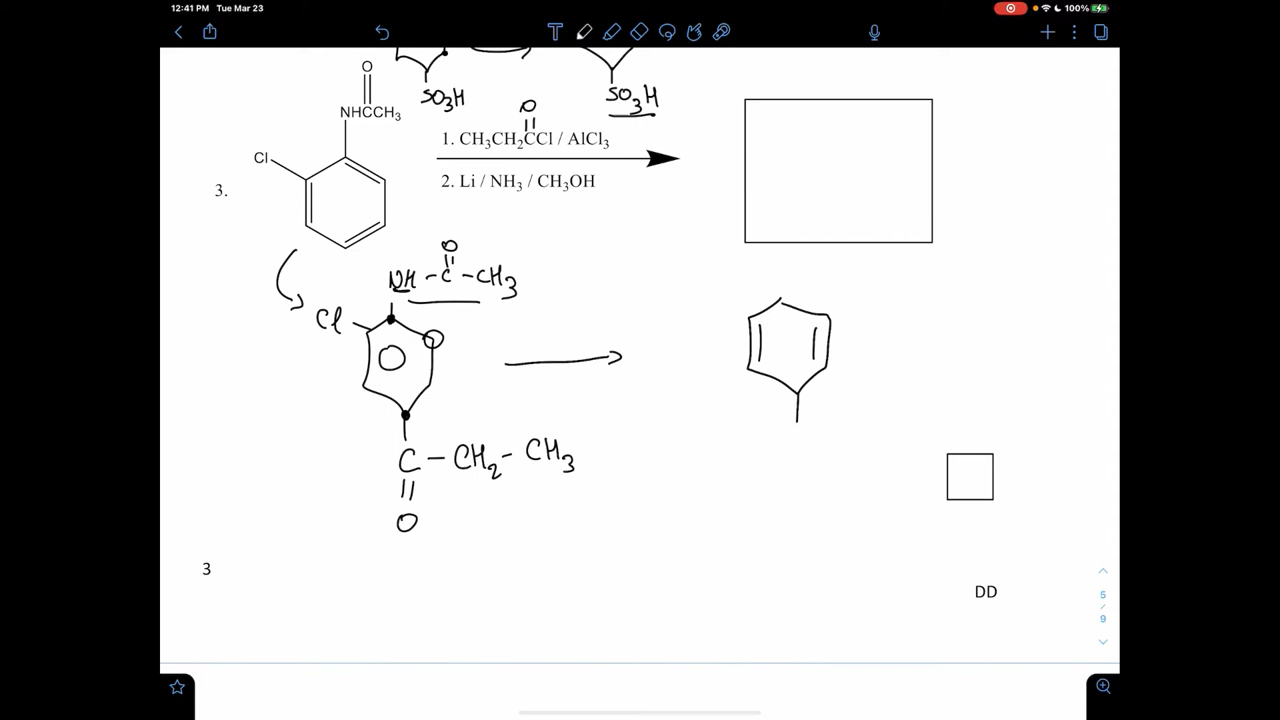 12:41 PM Tue Mar 23
100%
SO₃H
SO₃H
O
NHCCH₃
Cl
O
1. CH₃CH₂CCl / AlCl₃
2. Li / NH₃ / CH₃OH
3.
O
NH - C - CH₃
Cl
C - CH₂ - CH₃
O
3
DD
5
/
9